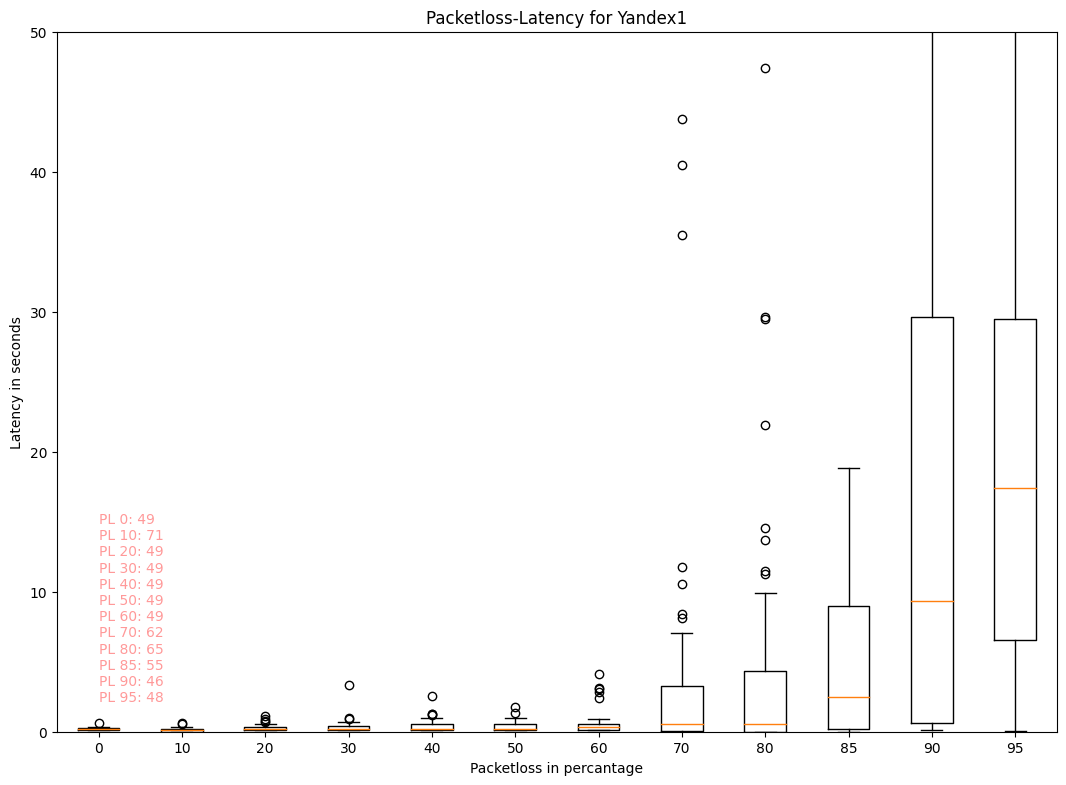 Packetloss-Latency for Yandex1
Latency in seconds
50
40
30
20
10
0
PL 0: 49
PL 10: 71
PL 20: 49
PL 30: 49
PL 40: 49
PL 50: 49
PL 60: 49
PL 70: 62
PL 80: 65
PL 85: 55
PL 90: 46
PL 95: 48
0 10 20 30 40 50 60 70 80 85 90 95
Packetloss in percantage